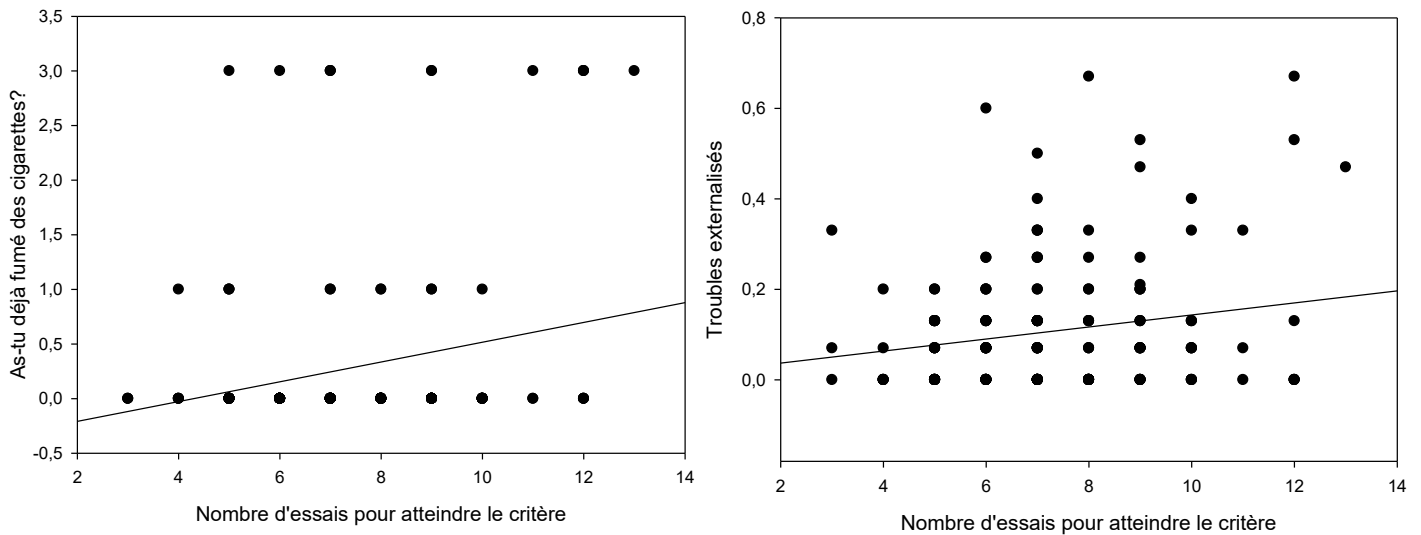 As-tu déjà fumé des cigarettes?
3,5
3,0
2,5
2,0
1,5
1,0
0,5
0,0
-0,5
2 4 6 8 10 12 14
Nombre d'essais pour atteindre le critère
Troubles externalisés
0,8
0,6
0,4
0,2
0,0
2 4 6 8 10 12 14
Nombre d'essais pour atteindre le critère